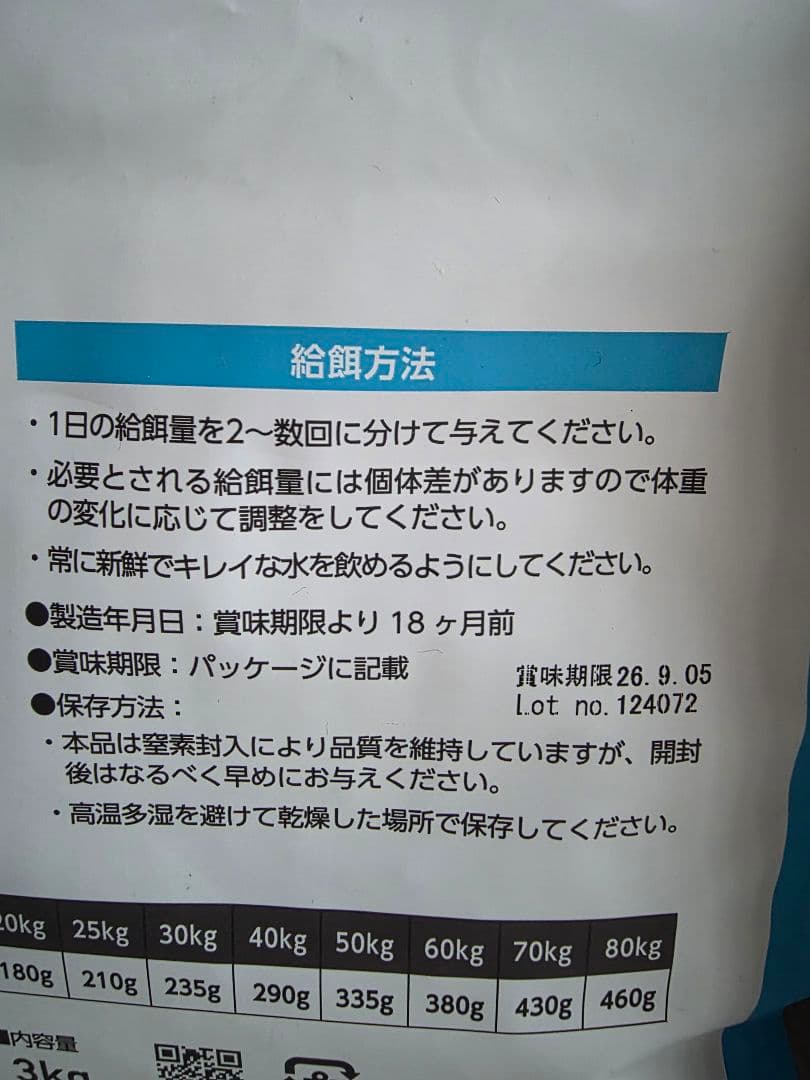 給餌方法
・1日の給餌量を2～数回に分けて与えてください。
・必要とされる給餌量には個体差がありますので体重
の変化に応じて調整をしてください。
・常に新鮮でキレイな水を飲めるようにしてください。
●製造年月日：賞味期限より 18 ヶ月前
●賞味期限：パッケージに記載
賞味期限26. 9. 05
Lot no. 124072
●保存方法：
・本品は窒素封入により品質を維持していますが、開封
後はなるべく早めにお与えください。
・高温多湿を避けて乾燥した場所で保存してください。
20kg 25kg 30kg 40kg 50kg 60kg 70kg 80kg
180g 210g 235g 290g 335g 380g 430g 460g
■内容量
3kg